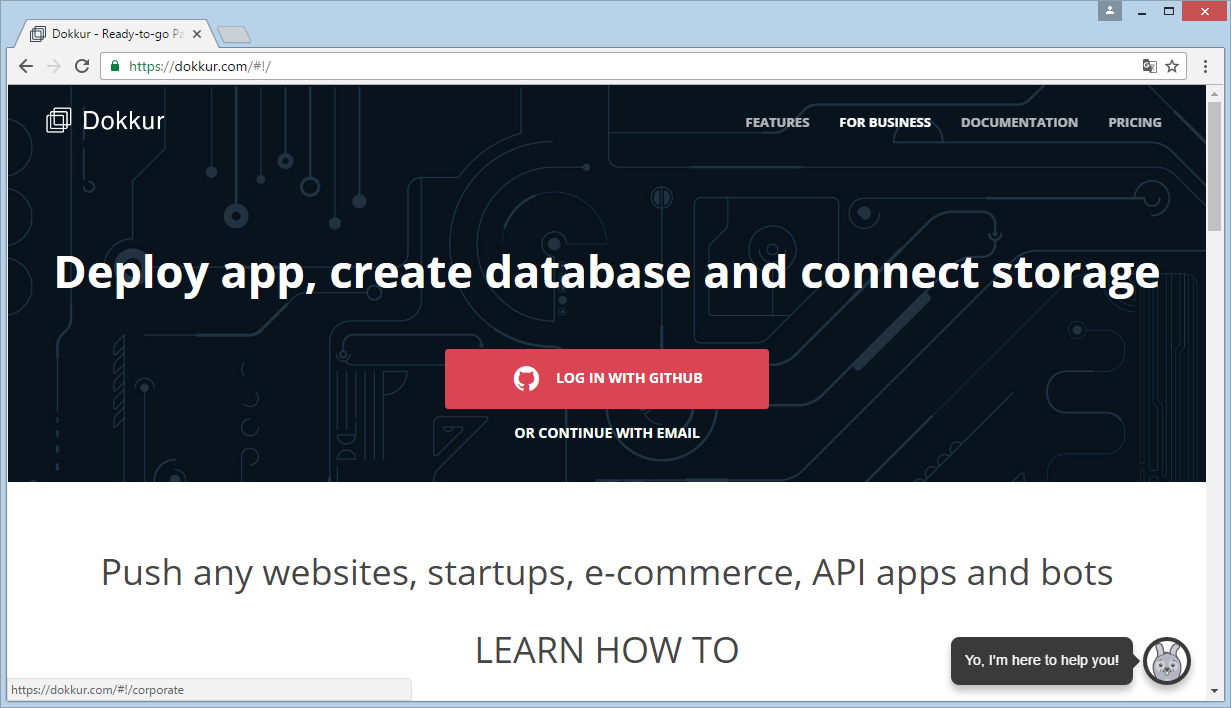 Dokkur - Ready-to-go Pa
https://dokkur.com/#!/
Dokkur
FEATURES
FOR BUSINESS
DOCUMENTATION
PRICING
Deploy app, create database and connect storage
LOG IN WITH GITHUB
OR CONTINUE WITH EMAIL
Push any websites, startups, e-commerce, API apps and bots
LEARN HOW TO
Yo, I'm here to help you!
https://dokkur.com/#!/corporate